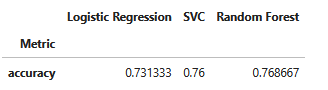 Logistic Regression SVC Random Forest
Metric
accuracy 0.731333 0.76 0.768667